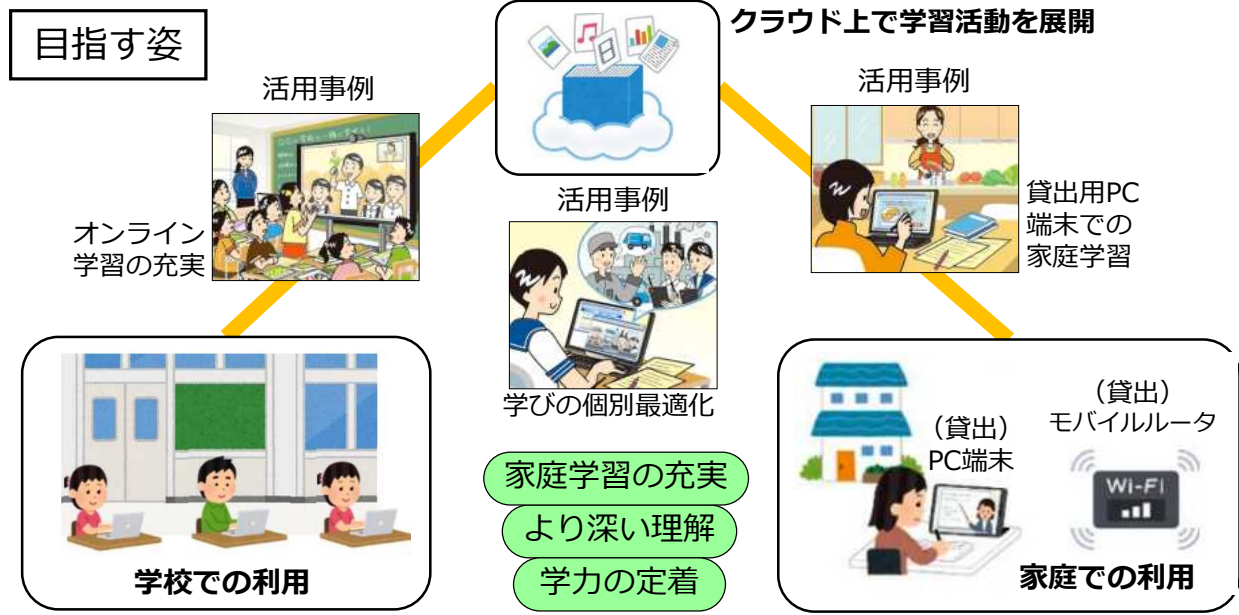 目指す姿
クラウド上で学習活動を展開
活用事例
オンライン
学習の充実
活用事例
学びの個別最適化
活用事例
貸出用PC
端末での
家庭学習
家庭学習の充実
より深い理解
学力の定着
学校での利用
（貸出）
PC端末
（貸出）
モバイルルータ
Wi-Fi
家庭での利用